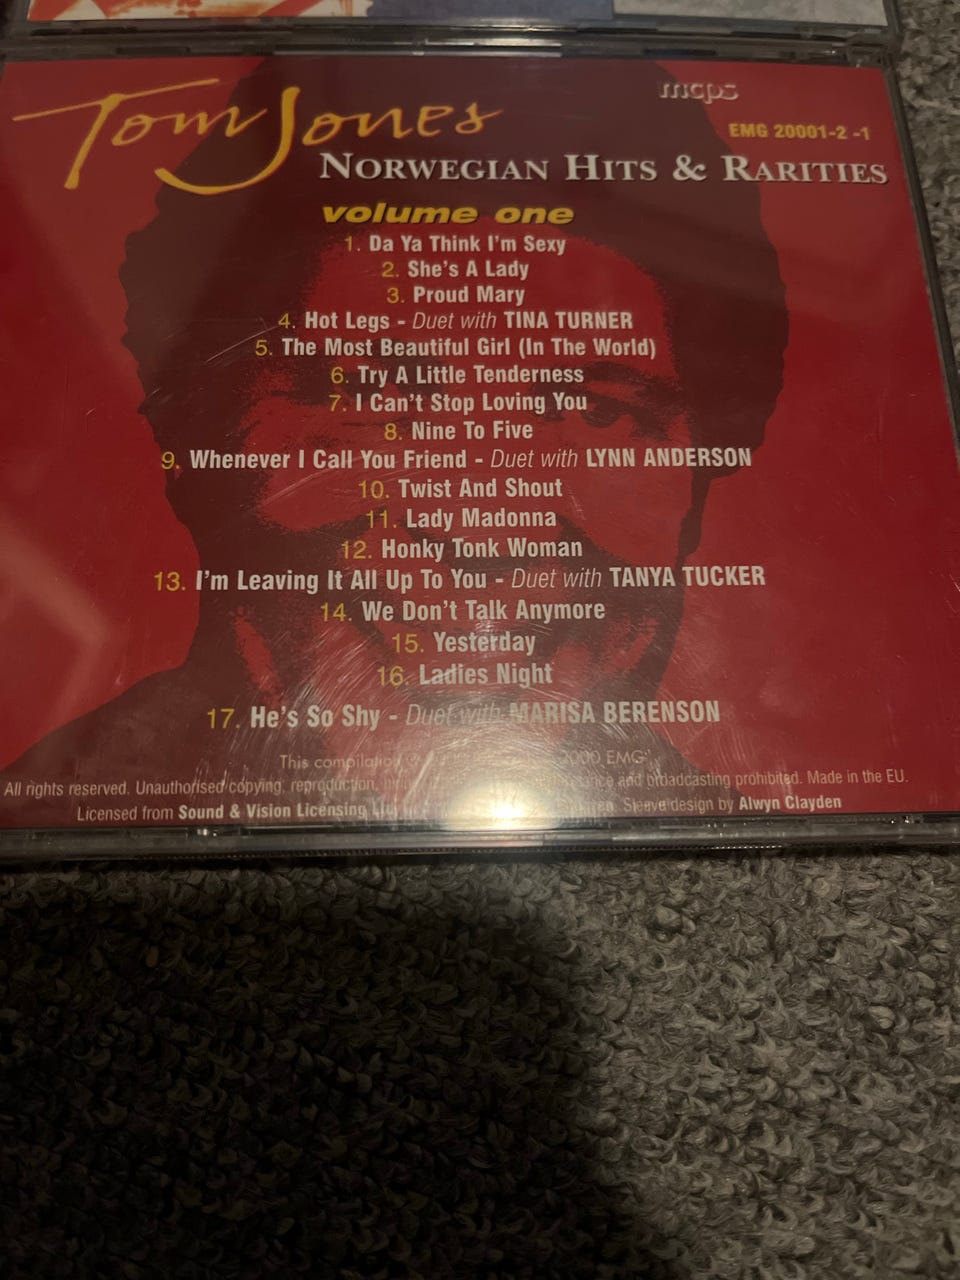 Tom Jones
mcps
EMG 20001-2 -1
NORWEGIAN HITS & RARITIES
volume one
1. Da Ya Think I'm Sexy
2. She's A Lady
3. Proud Mary
4. Hot Legs - Duet with TINA TURNER
5. The Most Beautiful Girl (In The World)
6. Try A Little Tenderness
7. I Can't Stop Loving You
8. Nine To Five
9. Whenever I Call You Friend - Duet with LYNN ANDERSON
10. Twist And Shout
11. Lady Madonna
12. Honky Tonk Woman
13. I'm Leaving It All Up To You - Duet with TANYA TUCKER
14. We Don't Talk Anymore
15. Yesterday
16. Ladies Night
17. He's So Shy - Duet with MARISA BERENSON
This compilation 2000 EMG
All rights reserved. Unauthorised copying, reproduction, and broadcasting prohibited. Made in the EU.
Licensed from Sound & Vision Licensing Sleeve design by Alwyn Clayden